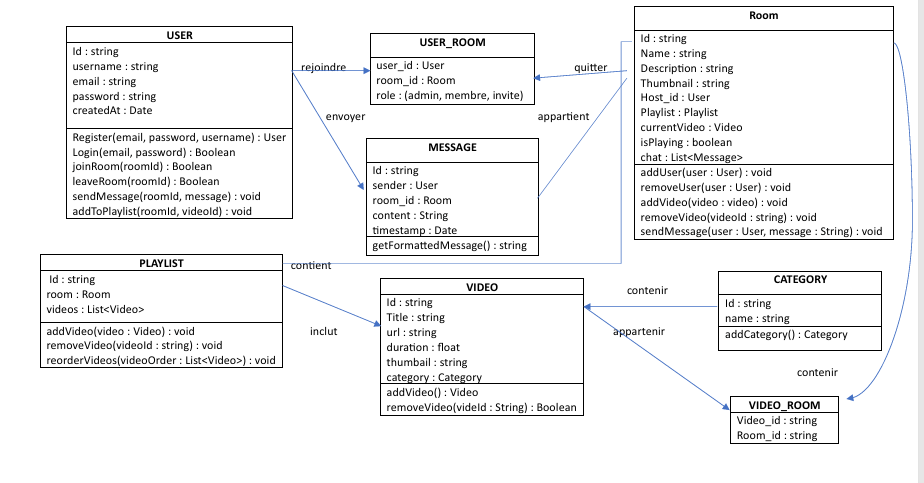 USER
Id : string
username : string
email : string
password : string
createdAt : Date
Register(email, password, username) : User
Login(email, password) : Boolean
joinRoom(roomId) : Boolean
leaveRoom(roomId) : Boolean
sendMessage(roomId, message) : void
addToPlaylist(roomId, videoId) : void
rejoindre
envoyer
USER_ROOM
user_id : User
room_id : Room
role : (admin, membre, invite)
quitter
appartient
MESSAGE
Id : string
sender : User
room_id : Room
content : String
timestamp : Date
getFormattedMessage() : string
Room
Id : string
Name : string
Description : string
Thumbnail : string
Host_id : User
Playlist : Playlist
currentVideo : Video
isPlaying : boolean
chat : List<Message>
addUser(user : User) : void
removeUser(user : User) : void
addVideo(video : video) : void
removeVideo(videoId : string) : void
sendMessage(user : User, message : String) : void
PLAYLIST
Id : string
room : Room
videos : List<Video>
addVideo(video : Video) : void
removeVideo(videoId : string) : void
reorderVideos(videoOrder : List<Video>) : void
contient
inclut
VIDEO
Id : string
Title : string
url : string
duration : float
thumbail : string
category : Category
addVideo() : Video
removeVideo(videId : String) : Boolean
contenir
appartenir
CATEGORY
Id : string
name : string
addCategory() : Category
contenir
VIDEO_ROOM
Video_id : string
Room_id : string